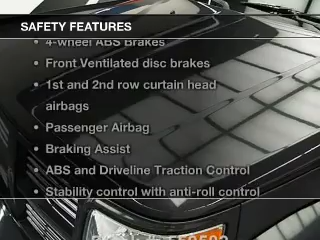 SAFETY FEATURES
• 4-wheel ABS Brakes
• Front Ventilated disc brakes
• 1st and 2nd row curtain head
airbags
• Passenger Airbag
• Braking Assist
• ABS and Driveline Traction Control
• Stability control with anti-roll control